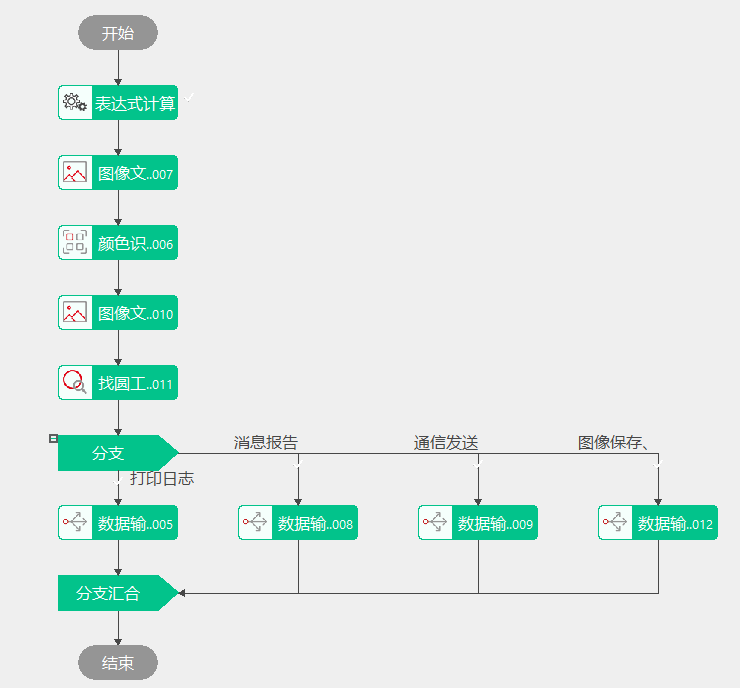 开始
表达式计算
图像文..007
颜色识..006
图像文..010
找圆工..011
分支
消息报告
通信发送
图像保存、
打印日志
数据输..005
数据输..008
数据输..009
数据输..012
分支汇合
结束